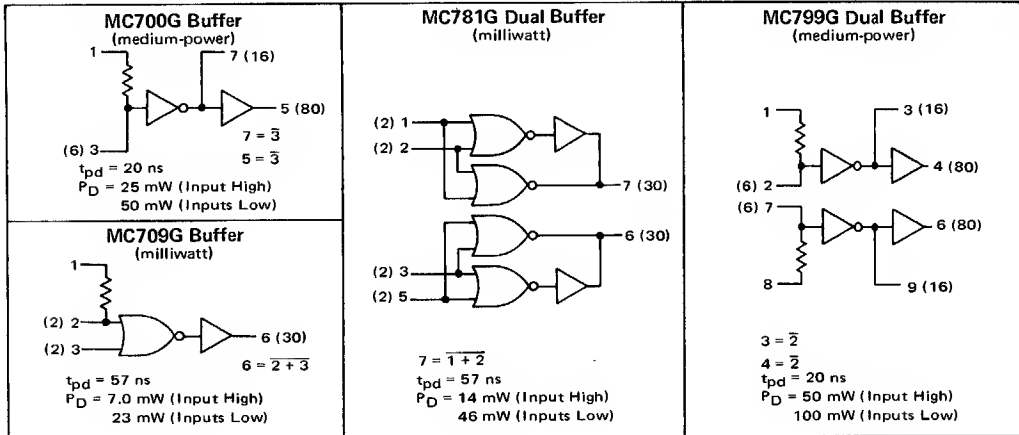 MC700G Buffer
(medium-power)
1
7 (16)
5 (80)
(6) 3
7 = 3̅
5 = 3̅
tpd = 20 ns
PD = 25 mW (Input High)
50 mW (Inputs Low)
MC709G Buffer
(milliwatt)
1
(2) 2
(2) 3
6 (30)
6 = 2̅ ̅+̅ ̅3̅
tpd = 57 ns
PD = 7.0 mW (Input High)
23 mW (Inputs Low)
MC781G Dual Buffer
(milliwatt)
(2) 1
(2) 2
7 (30)
6 (30)
(2) 3
(2) 5
7 = 1̅ ̅+̅ ̅2̅
tpd = 57 ns
PD = 14 mW (Input High)
46 mW (Inputs Low)
MC799G Dual Buffer
(medium-power)
1
3 (16)
4 (80)
(6) 2
(6) 7
6 (80)
8
9 (16)
3 = 2̅
4 = 2̅
tpd = 20 ns
PD = 50 mW (Input High)
100 mW (Inputs Low)